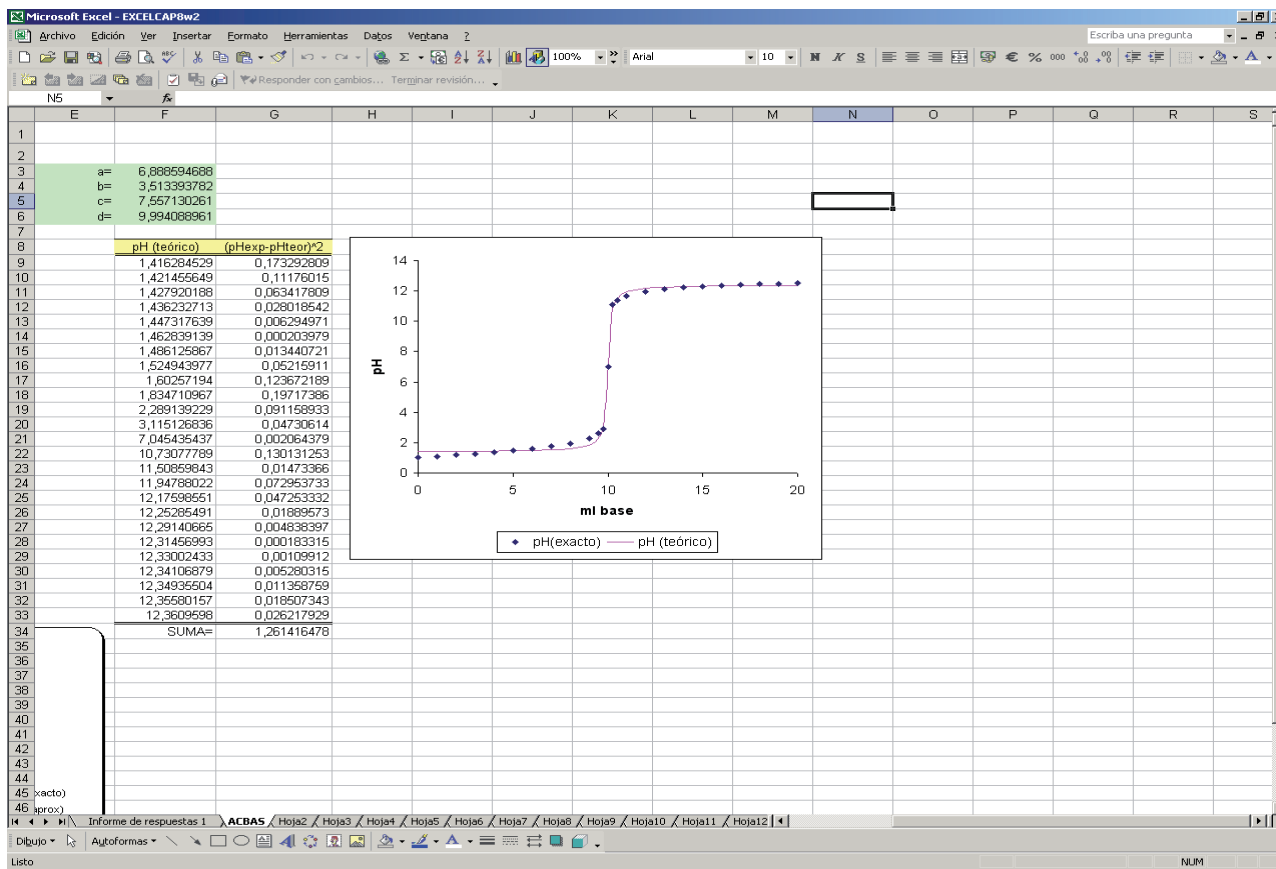 Microsoft Excel - EXCELCAP8w2
Archivo Edición Ver Insertar Formato Herramientas Datos Ventana ? Escriba una pregunta
100% Arial 10 N K S € % 000
Responder con cambios... Terminar revisión...
N5 fx
E F G H I J K L M N O P Q R S
1
2
3 a= 6,888594688
4 b= 3,513393782
5 c= 7,557130261
6 d= 9,994088961
7
8 pH (teórico) (pHexp-pHteor)^2
9 1,416284529 0,173292809
10 1,421455649 0,11176015
11 1,427920188 0,063417809
12 1,436232713 0,028018542
13 1,447317639 0,006294971
14 1,462839139 0,000203979
15 1,486125867 0,013440721
16 1,524943977 0,05215911
17 1,60257194 0,123672189
18 1,834710967 0,19717386
19 2,289139229 0,091158933
20 3,115126836 0,04730614
21 7,045435437 0,002064379
22 10,73077789 0,130131253
23 11,50859843 0,01473366
24 11,94788022 0,072953733
25 12,17598551 0,047253332
26 12,25285491 0,01889573
27 12,29140665 0,004838397
28 12,31456993 0,000183315
29 12,33002433 0,00109912
30 12,34106879 0,005280315
31 12,34935504 0,011358759
32 12,35580157 0,018507343
33 12,3609598 0,026217929
34 SUMA= 1,261416478
35
36
37
38
39
40
41
42
43
44
45 xacto)
46 aprox)
14
12
10
8
6
4
2
0
pH
0 5 10 15 20
ml base
pH(exacto) pH (teórico)
Informe de respuestas 1 ACBAS Hoja2 Hoja3 Hoja4 Hoja5 Hoja6 Hoja7 Hoja8 Hoja9 Hoja10 Hoja11 Hoja12
Dibujo Autoformas
Listo NUM